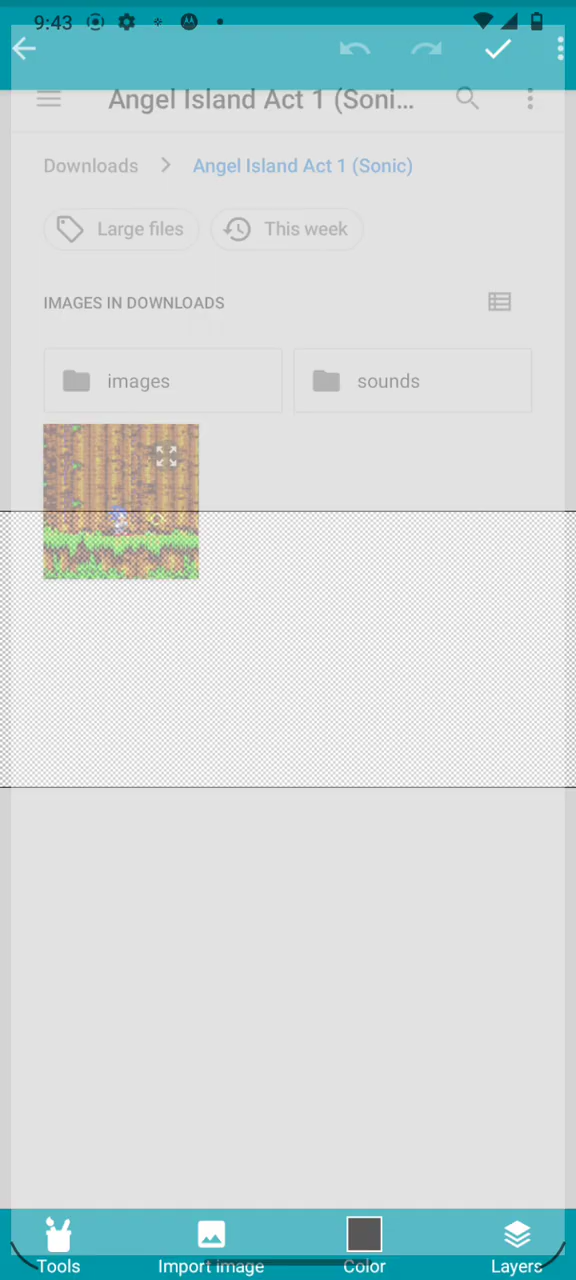 9:43
Angel Island Act 1 (Soni...
Downloads > Angel Island Act 1 (Sonic)
Large files This week
IMAGES IN DOWNLOADS
images sounds
Tools Import Image Color Layers